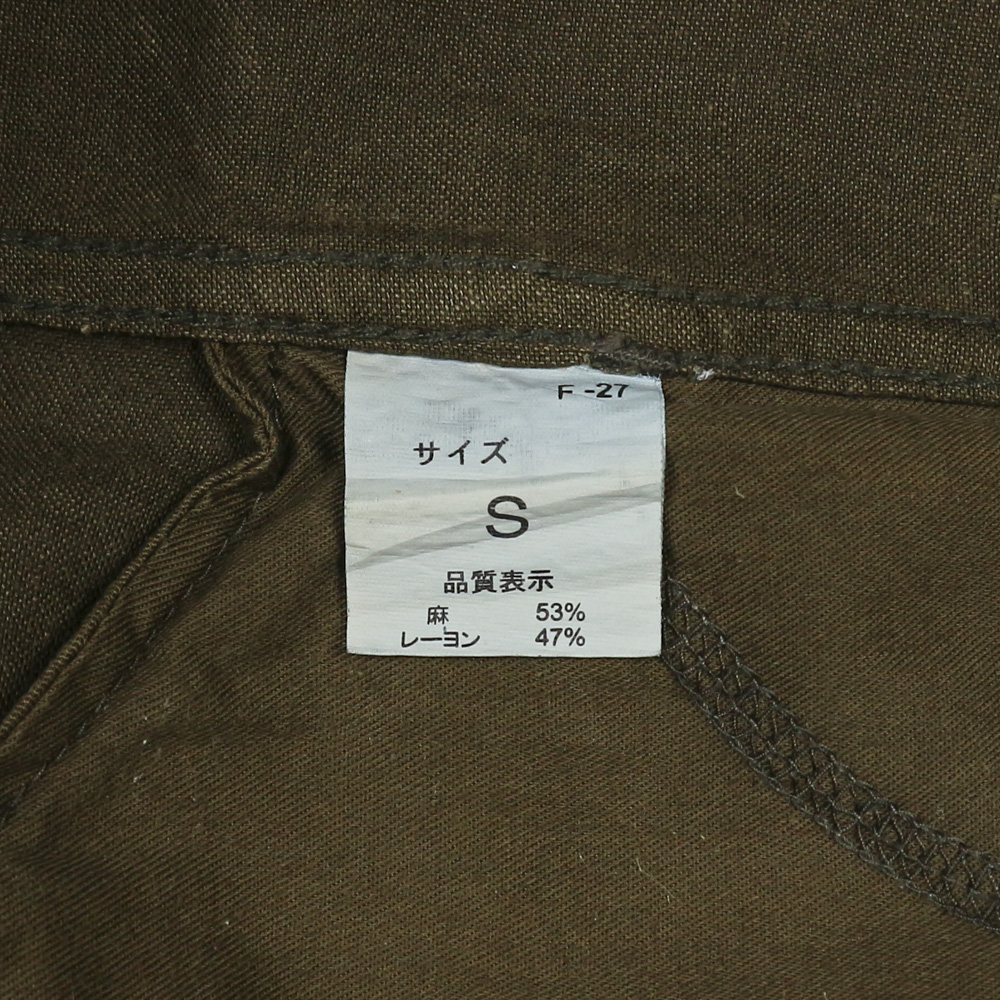 F-27
サイズ
S
品質表示
麻 53%
レーヨン 47%